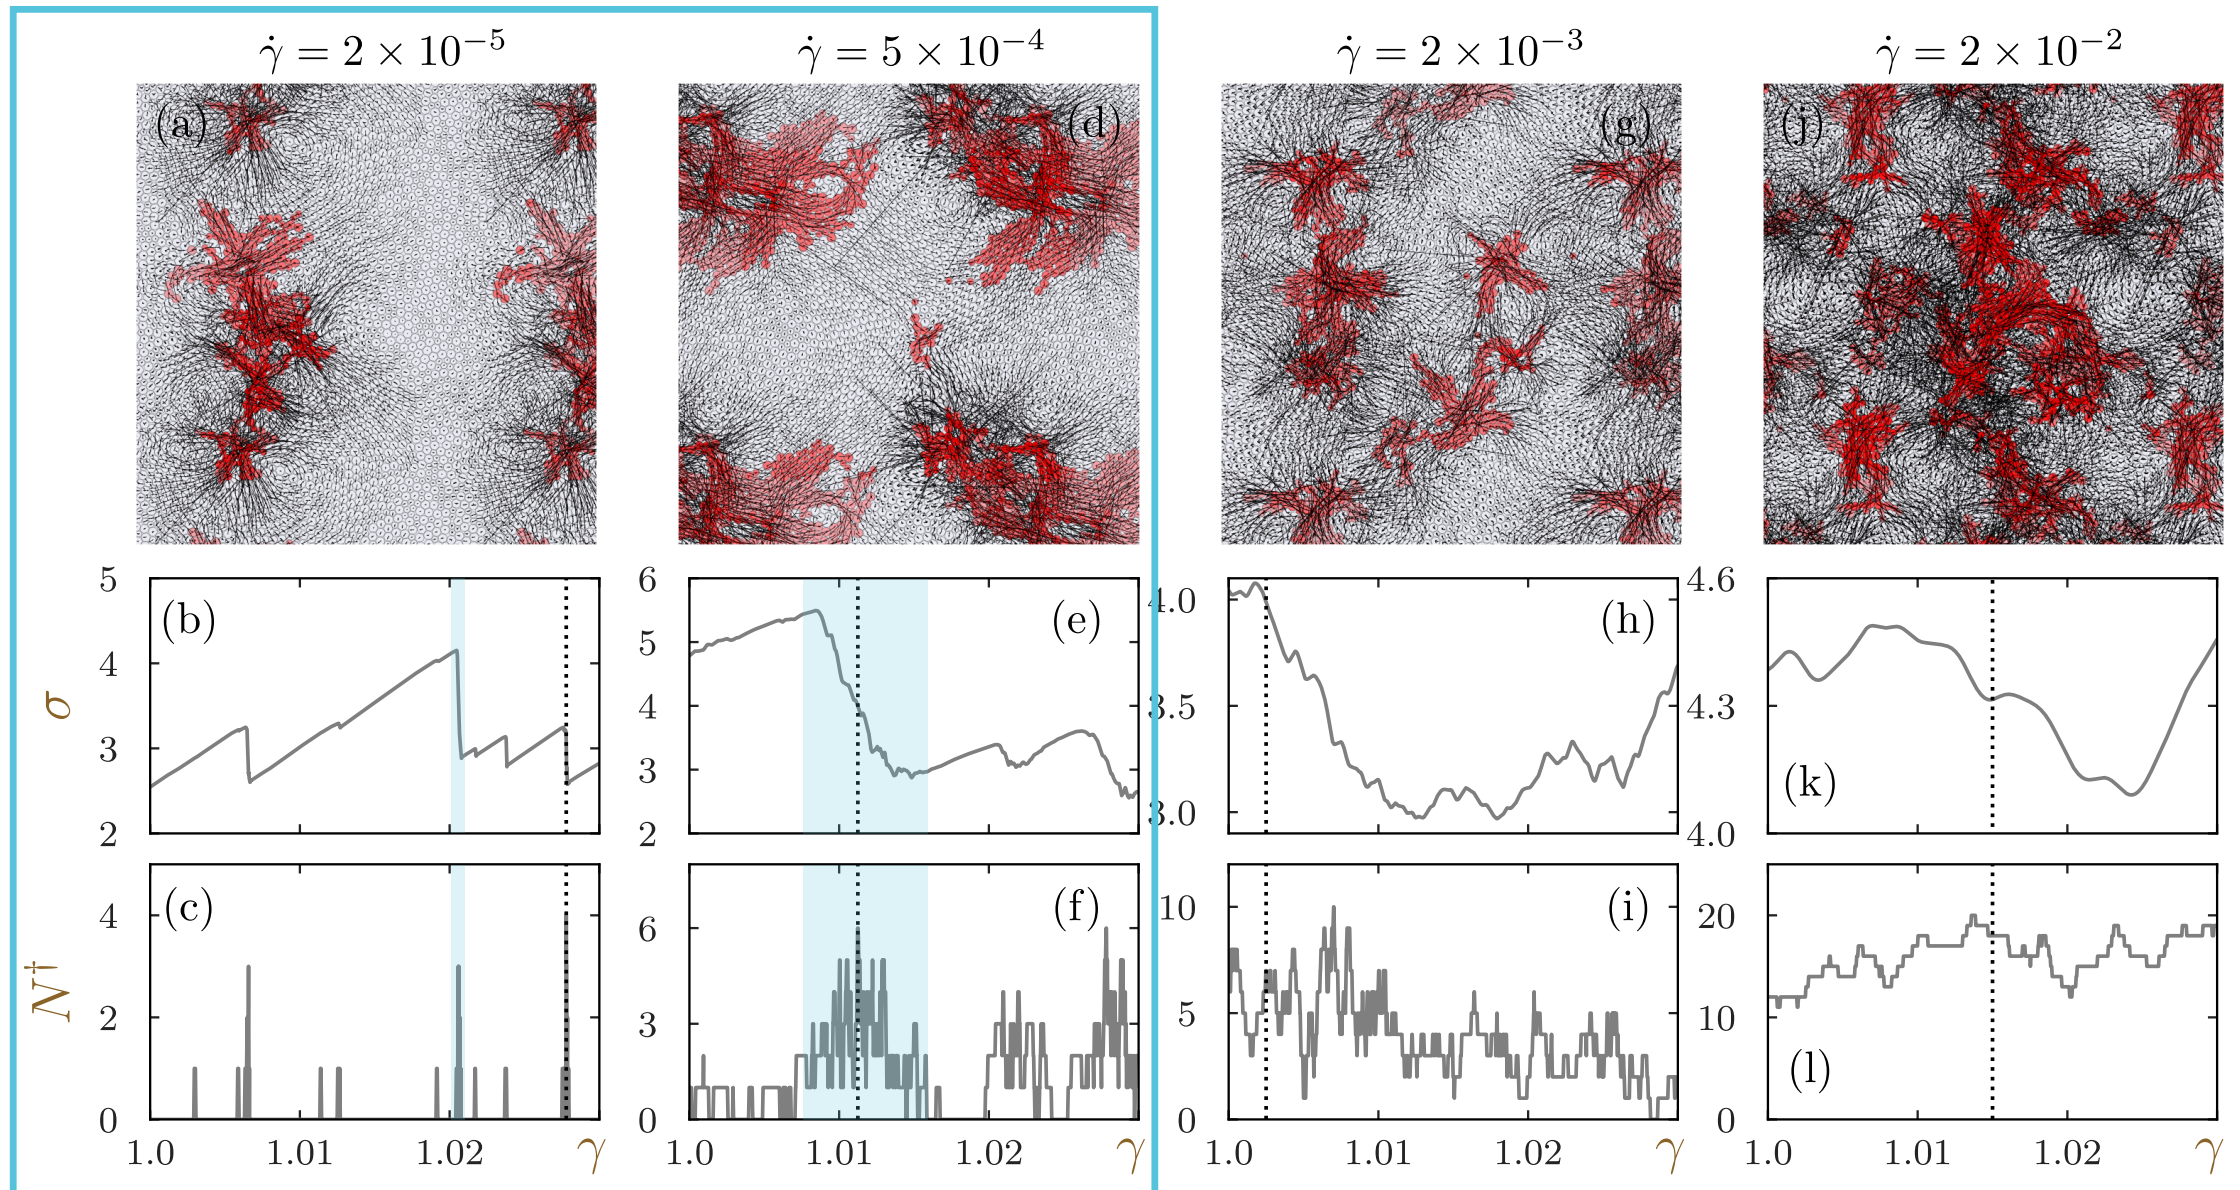 γ̇ = 2 × 10⁻⁵ γ̇ = 5 × 10⁻⁴ γ̇ = 2 × 10⁻³ γ̇ = 2 × 10⁻²
(a) (d) (g) (j)
5 6 4.0 4.6
(b) (e) (h)
4 5
σ 3 4 3.5 4.3
3 (k)
2 2 3.0 4.0
(c) (f) (i)
4 6 10 20
N†
2 3 5 10
(l)
0 0 0 0
1.0 1.01 1.02 γ 1.0 1.01 1.02 γ 1.0 1.01 1.02 γ 1.0 1.01 1.02 γ